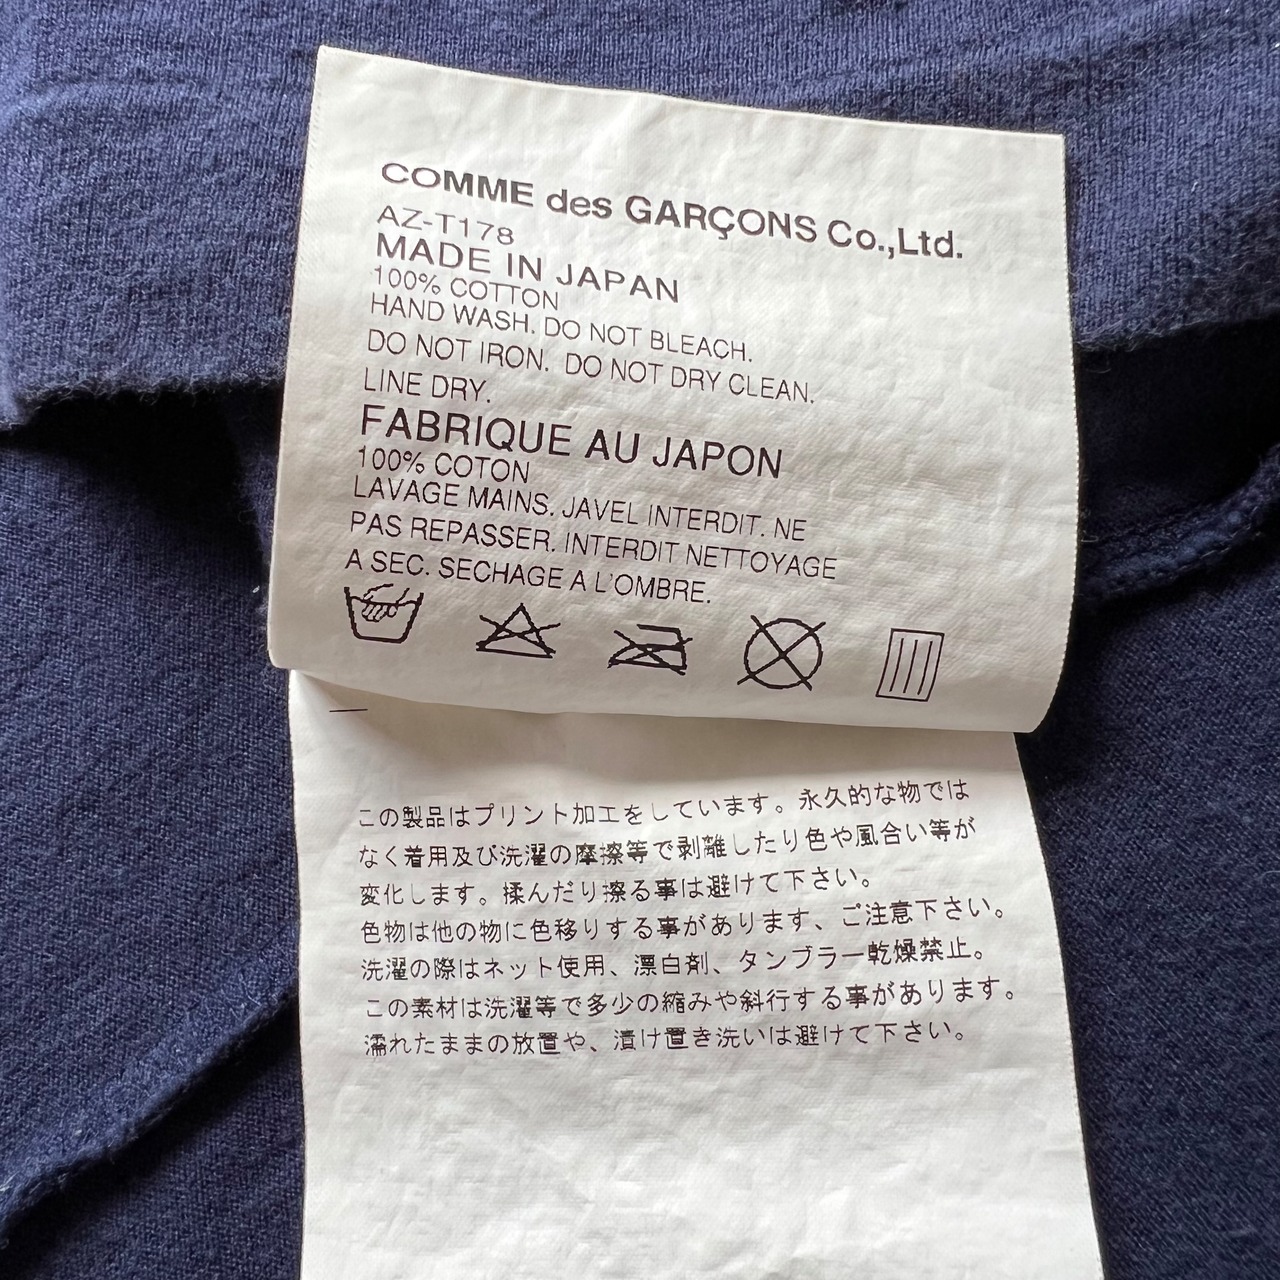 COMME des GARÇONS Co.,Ltd.
AZ-T178
MADE IN JAPAN
100% COTTON
HAND WASH. DO NOT BLEACH.
DO NOT IRON. DO NOT DRY CLEAN.
LINE DRY.
FABRIQUE AU JAPON
100% COTON
LAVAGE MAINS. JAVEL INTERDIT. NE
PAS REPASSER. INTERDIT NETTOYAGE
A SEC. SECHAGE A L'OMBRE.
この製品はプリント加工をしています。永久的な物では
なく着用及び洗濯の摩擦等で剥離したり色や風合い等が
変化します。揉んだり擦る事は避けて下さい。
色物は他の物に色移りする事があります、ご注意下さい。
洗濯の際はネット使用、漂白剤、タンブラー乾燥禁止。
この素材は洗濯等で多少の縮みや斜行する事があります。
濡れたままの放置や、漬け置き洗いは避けて下さい。